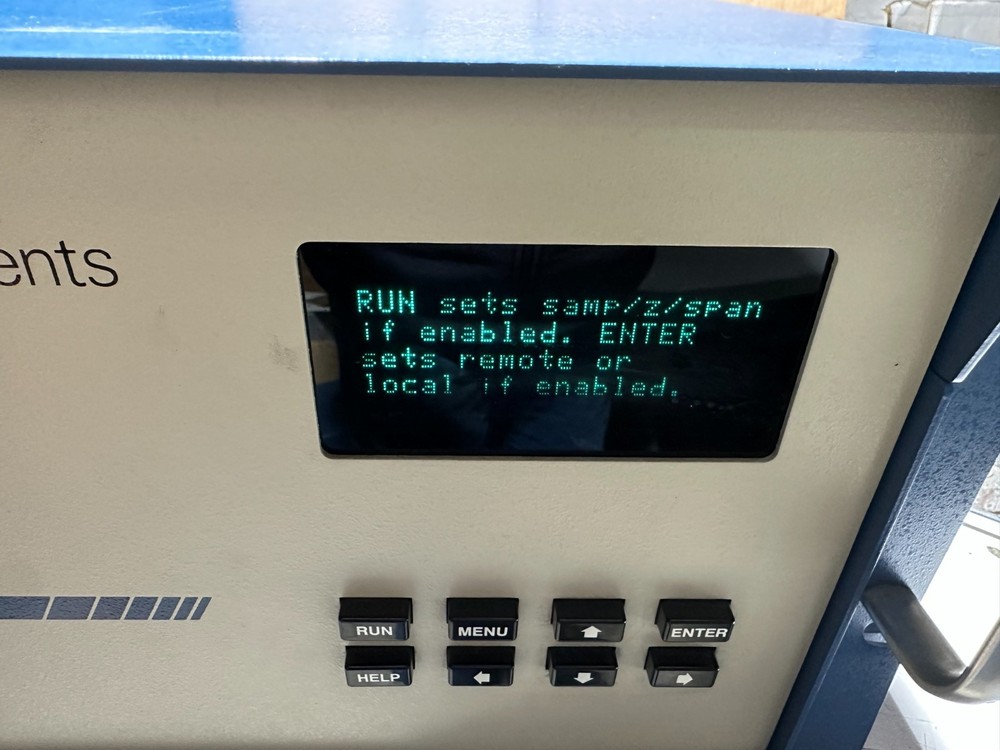 ents
RUN sets samp/z/span
if enabled. ENTER
sets remote or
local if enabled.
RUN MENU ENTER
HELP